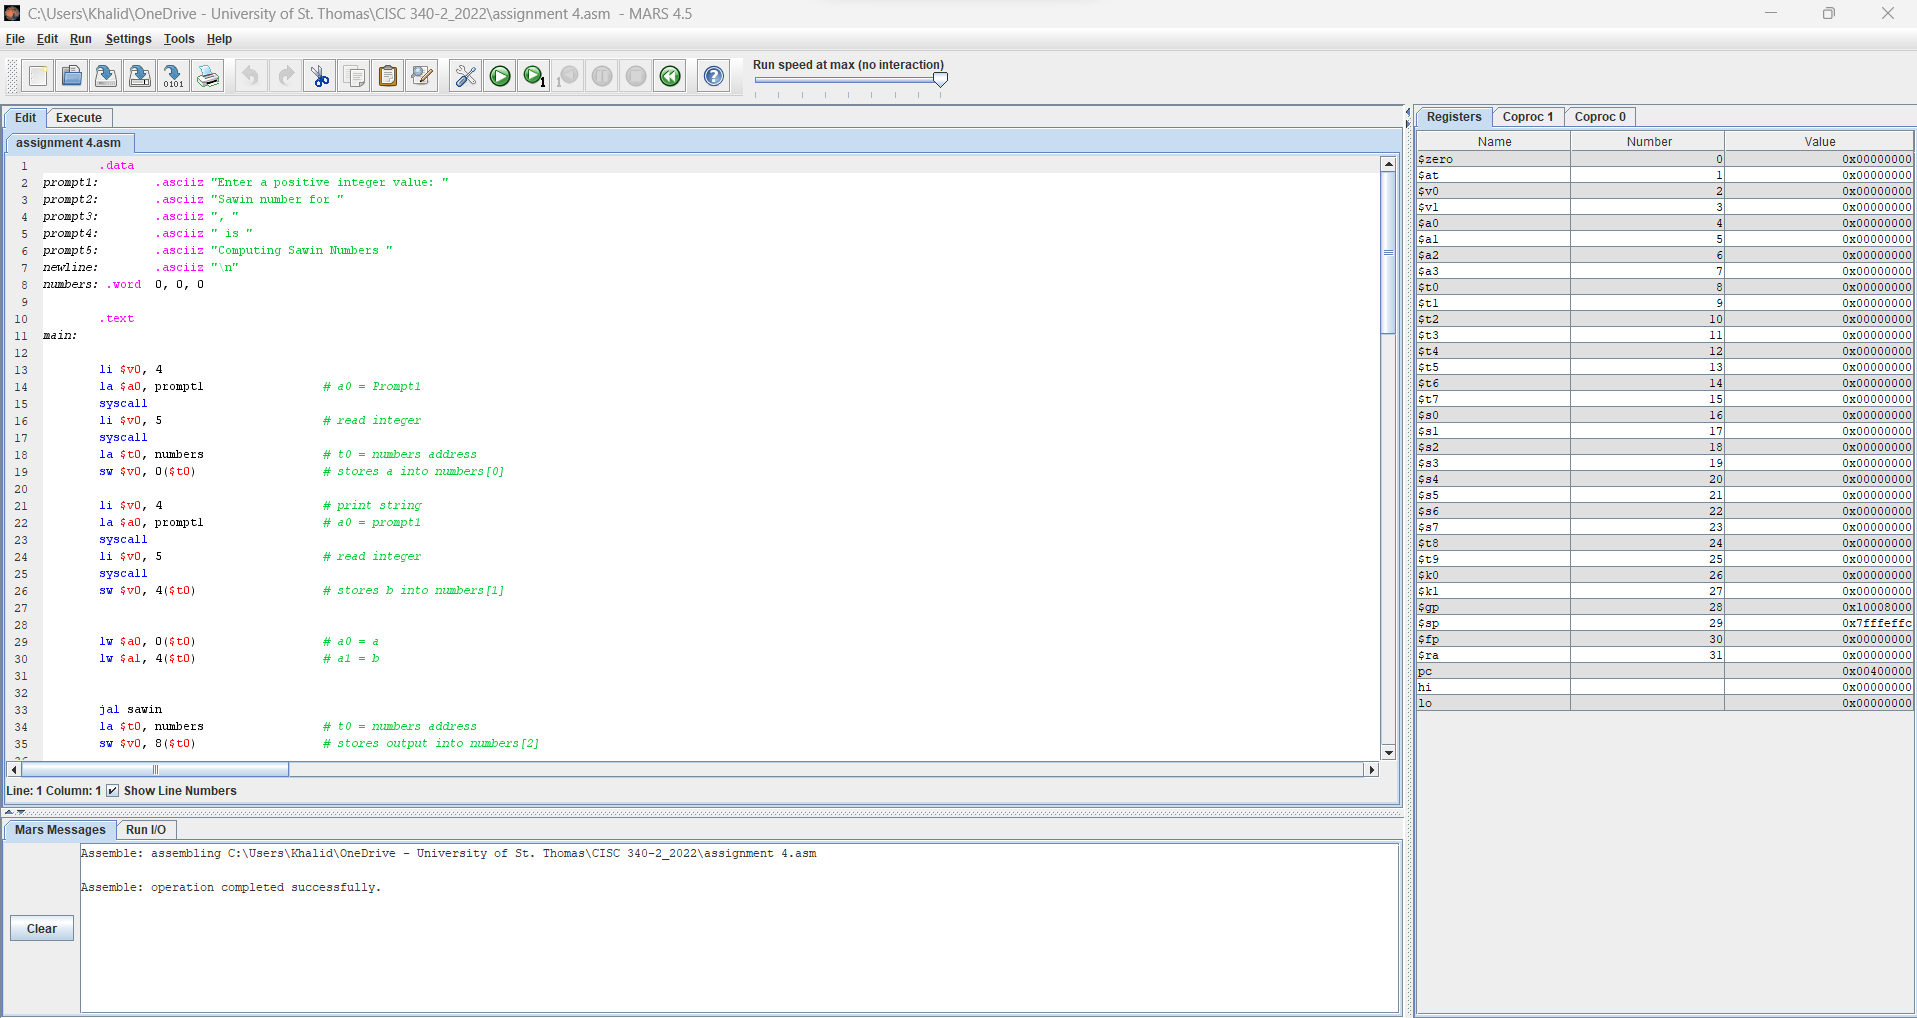 C:\Users\Khalid\OneDrive - University of St. Thomas\CISC 340-2_2022\assignment 4.asm - MARS 4.5
File Edit Run Settings Tools Help
Run speed at max (no interaction)
Edit Execute
assignment 4.asm
1 .data
2 prompt1: .asciiz "Enter a positive integer value: "
3 prompt2: .asciiz "Sawin number for "
4 prompt3: .asciiz ", "
5 prompt4: .asciiz " is "
6 prompt5: .asciiz "Computing Sawin Numbers "
7 newline: .asciiz "\n"
8 numbers: .word 0, 0, 0
9
10 .text
11 main:
12
13 li $v0, 4
14 la $a0, prompt1 # a0 = Prompt1
15 syscall
16 li $v0, 5 # read integer
17 syscall
18 la $t0, numbers # t0 = numbers address
19 sw $v0, 0($t0) # stores a into numbers[0]
20
21 li $v0, 4 # print string
22 la $a0, prompt1 # a0 = prompt1
23 syscall
24 li $v0, 5 # read integer
25 syscall
26 sw $v0, 4($t0) # stores b into numbers[1]
27
28
29 lw $a0, 0($t0) # a0 = a
30 lw $a1, 4($t0) # a1 = b
31
32
33 jal sawin
34 la $t0, numbers # t0 = numbers address
35 sw $v0, 8($t0) # stores output into numbers[2]
Line: 1 Column: 1 Show Line Numbers
Mars Messages Run I/O
Assemble: assembling C:\Users\Khalid\OneDrive - University of St. Thomas\CISC 340-2_2022\assignment 4.asm
Assemble: operation completed successfully.
Clear
Registers Coproc 1 Coproc 0
Name Number Value
$zero 0 0x00000000
$at 1 0x00000000
$v0 2 0x00000000
$v1 3 0x00000000
$a0 4 0x00000000
$a1 5 0x00000000
$a2 6 0x00000000
$a3 7 0x00000000
$t0 8 0x00000000
$t1 9 0x00000000
$t2 10 0x00000000
$t3 11 0x00000000
$t4 12 0x00000000
$t5 13 0x00000000
$t6 14 0x00000000
$t7 15 0x00000000
$s0 16 0x00000000
$s1 17 0x00000000
$s2 18 0x00000000
$s3 19 0x00000000
$s4 20 0x00000000
$s5 21 0x00000000
$s6 22 0x00000000
$s7 23 0x00000000
$t8 24 0x00000000
$t9 25 0x00000000
$k0 26 0x00000000
$k1 27 0x00000000
$gp 28 0x10008000
$sp 29 0x7fffeffc
$fp 30 0x00000000
$ra 31 0x00000000
pc 0x00400000
hi 0x00000000
lo 0x00000000